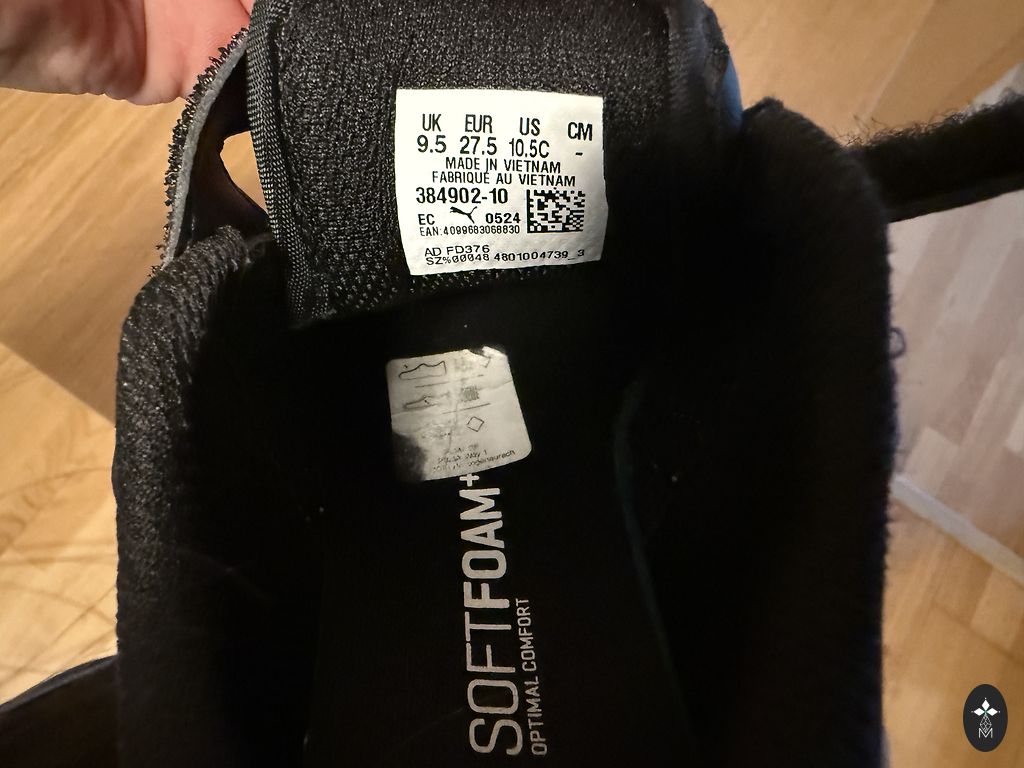 UK EUR US CM
9.5 27.5 10.5C -
MADE IN VIETNAM
FABRIQUÉ AU VIETNAM
384902-10
EC 0524
EAN:4099683068830
AD FD376
SZ%00048 4801004739_3
SOFTFOAM+
OPTIMAL COMFORT